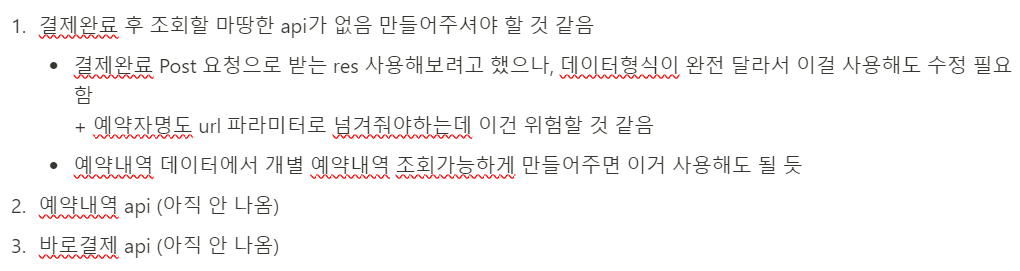 1. 결제완료 후 조회할 마땅한 api가 없음 만들어주셔야 할 것 같음
• 결제완료 Post 요청으로 받는 res 사용해보려고 했으나, 데이터형식이 완전 달라서 이걸 사용해도 수정 필요
함
+ 예약자명도 url 파라미터로 넘겨줘야하는데 이건 위험할 것 같음
• 예약내역 데이터에서 개별 예약내역 조회가능하게 만들어주면 이거 사용해도 될 듯
2. 예약내역 api (아직 안 나옴)
3. 바로결제 api (아직 안 나옴)